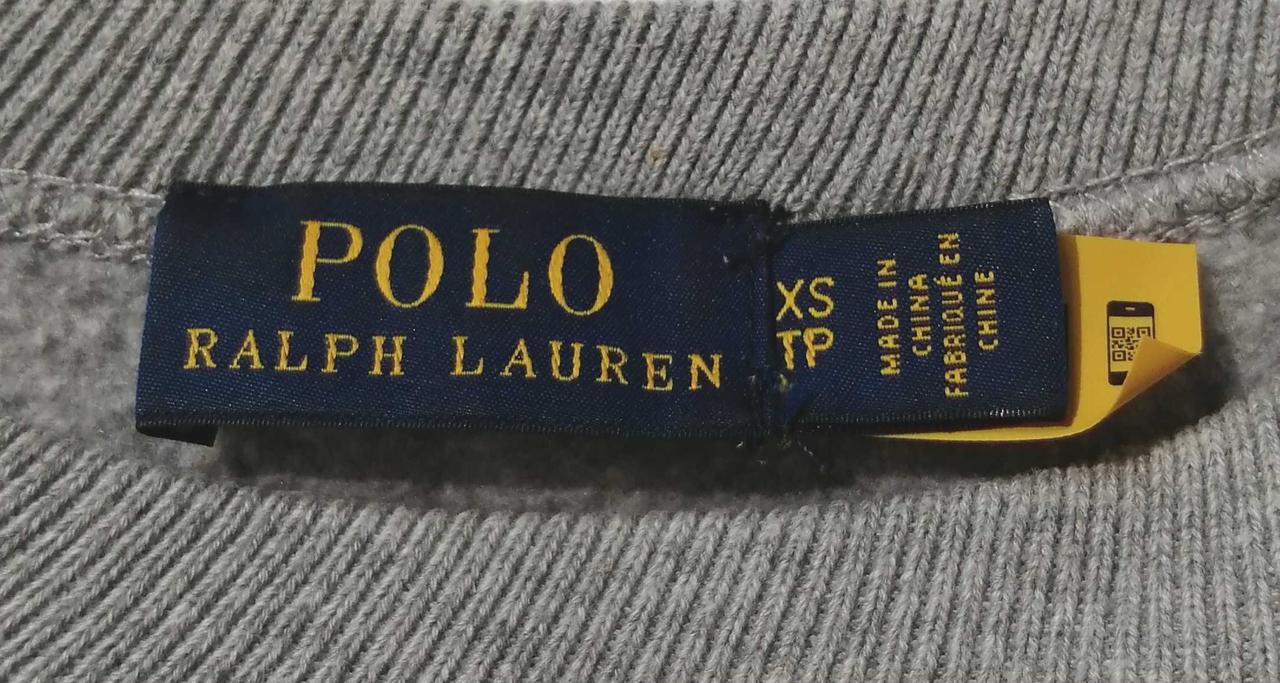 POLO
RALPH LAUREN
XS
TP
MADE IN
CHINA
FABRIQUÉ EN
CHINE